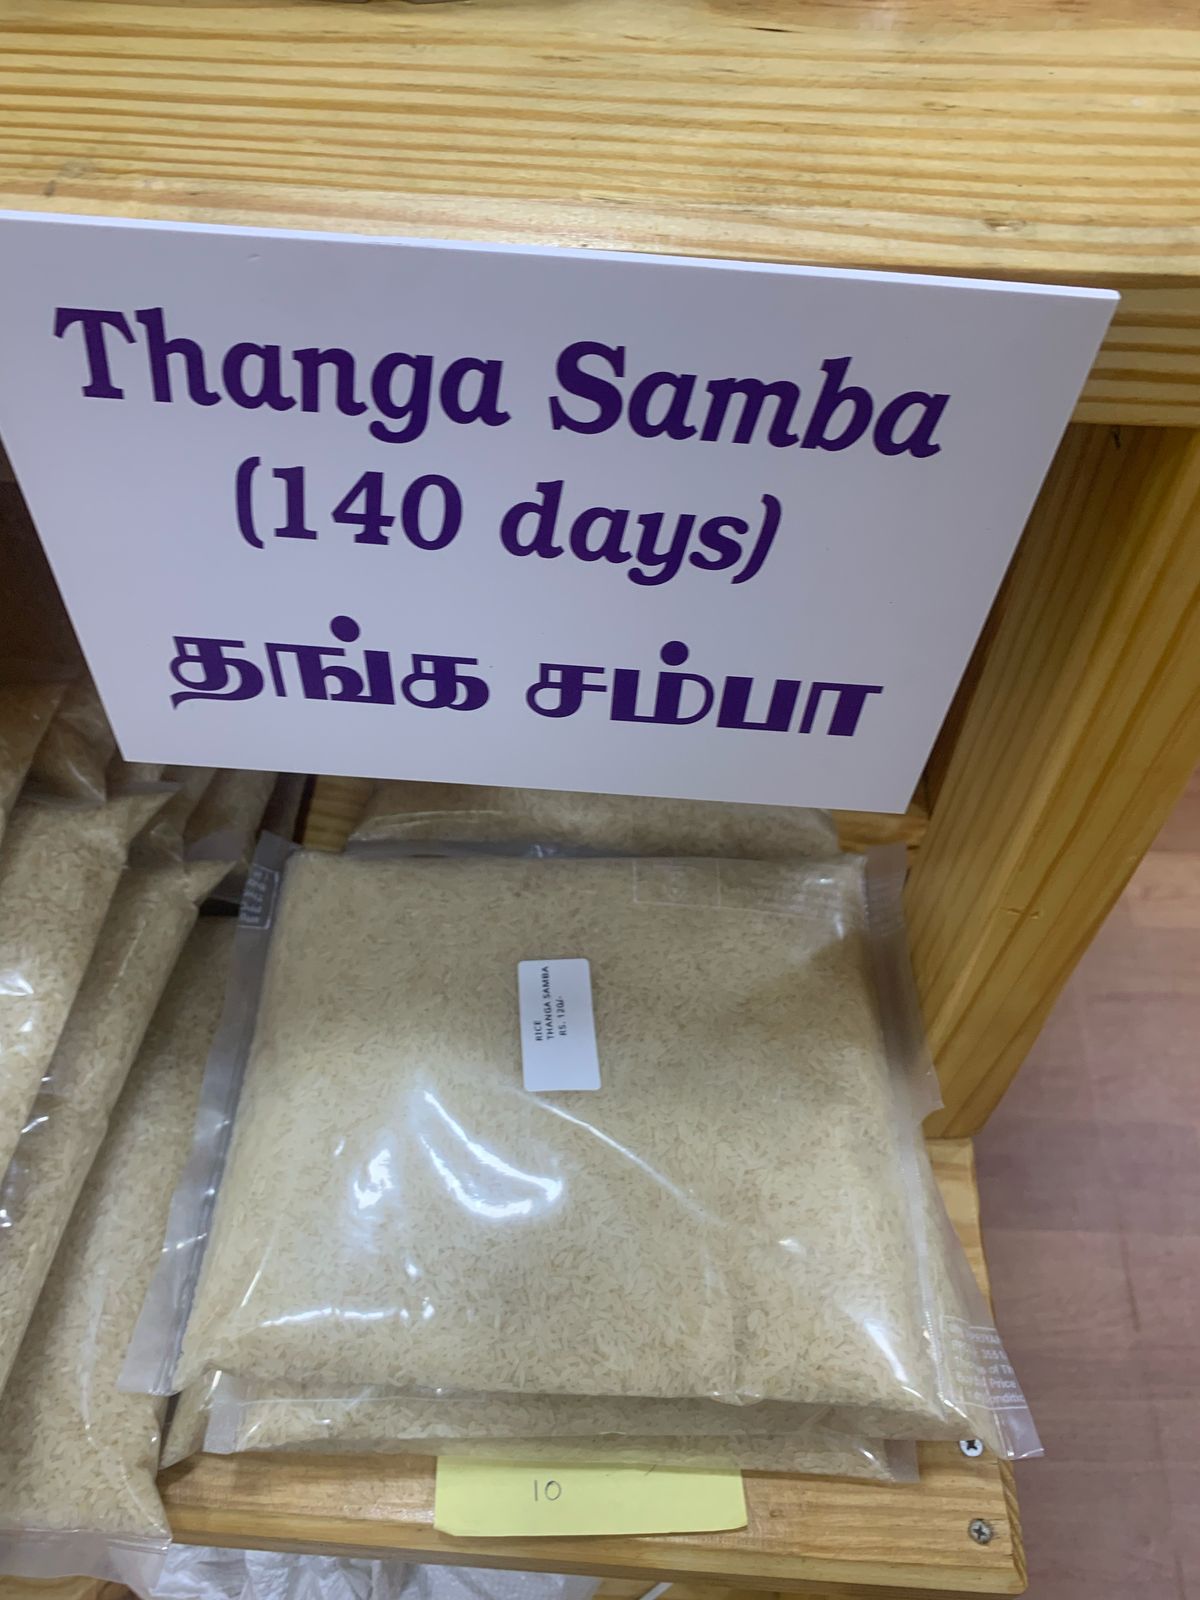 Thanga Samba
(140 days)
தங்க சம்பா
RICE
THANGA SAMBA
RS. 120/-
10